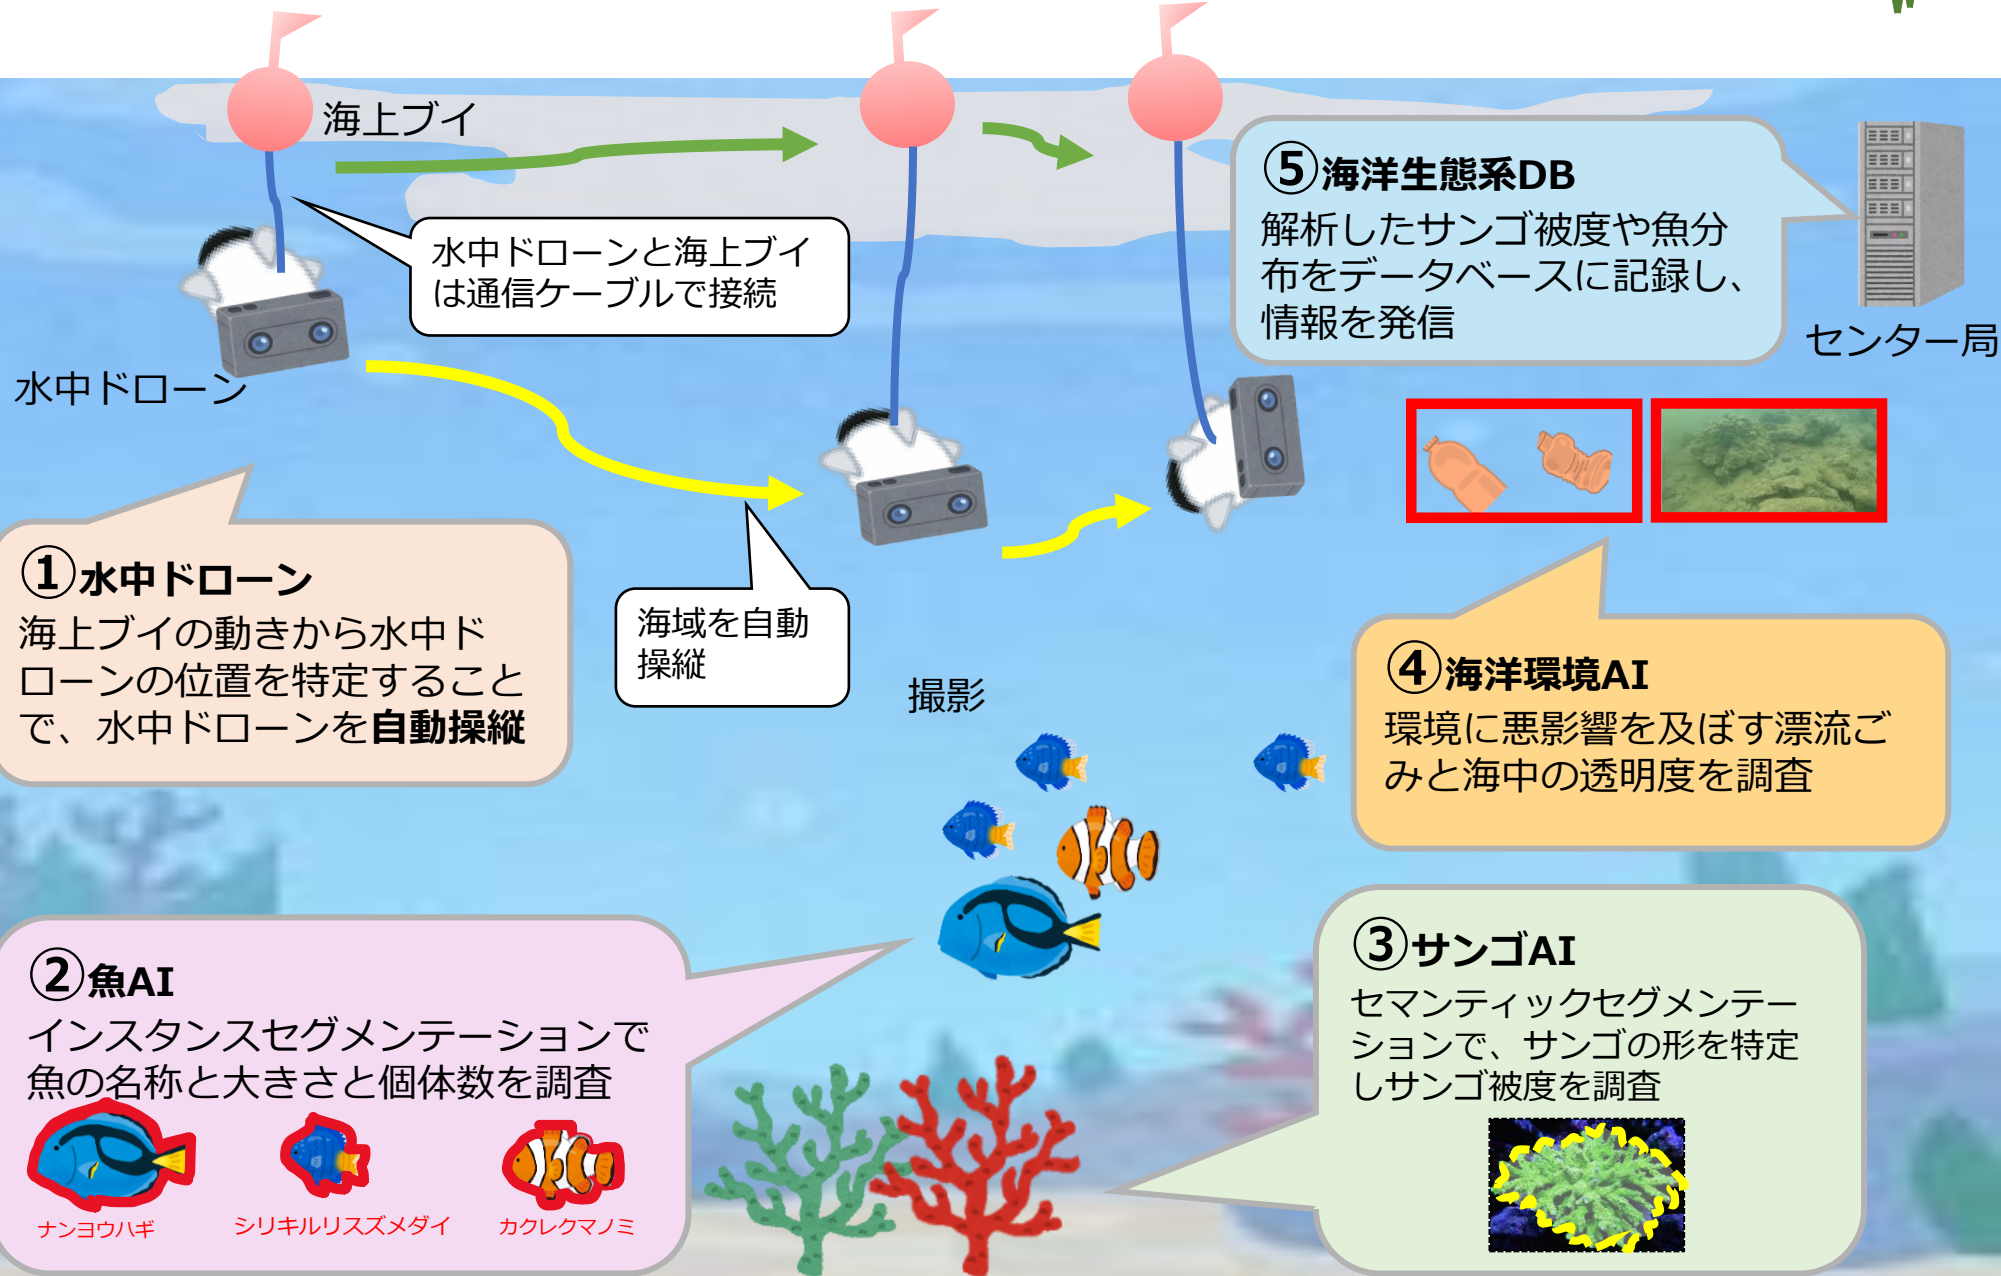 海上ブイ
水中ドローンと海上ブイ
は通信ケーブルで接続
水中ドローン
①水中ドローン
海上ブイの動きから水中ド
ローンの位置を特定すること
で、水中ドローンを自動操縦
海域を自動
操縦
撮影
②魚AI
インスタンスセグメンテーションで
魚の名称と大きさと個体数を調査
ナンヨウハギ
シリキルリスズメダイ
カクレクマノミ
③サンゴAI
セマンティックセグメンテー
ションで、サンゴの形を特定
しサンゴ被度を調査
④海洋環境AI
環境に悪影響を及ぼす漂流ご
みと海中の透明度を調査
⑤海洋生態系DB
解析したサンゴ被度や魚分
布をデータベースに記録し、
情報を発信
センター局